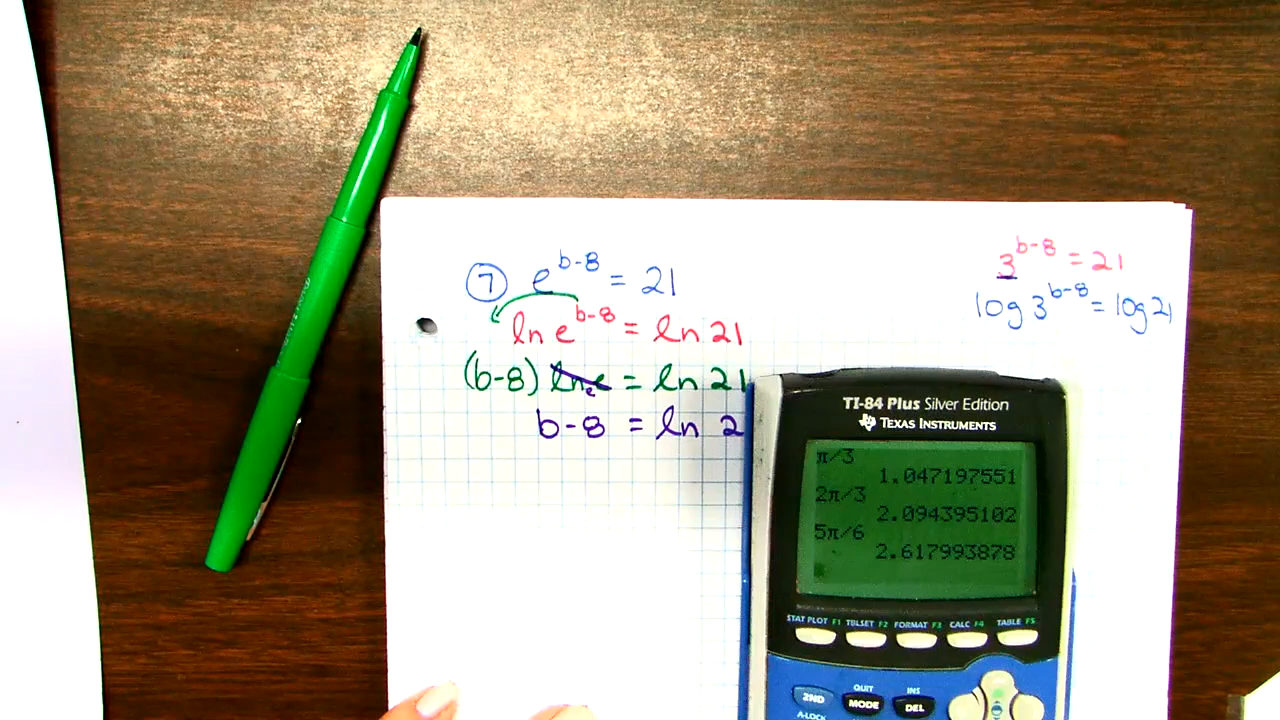 ⑦ e^(b-8) = 21
ln e^(b-8) = ln 21
(b-8) ln e = ln 21
b-8 = ln 2
3^(b-8) = 21
log 3^(b-8) = log 21
TI-84 Plus Silver Edition
TEXAS INSTRUMENTS
π/3
1.047197551
2π/3
2.094395102
5π/6
2.617993878
STAT PLOT F1 TBLSET F2 FORMAT F3 CALC F4 TABLE F5
QUIT INS
2ND MODE DEL
A-LOCK